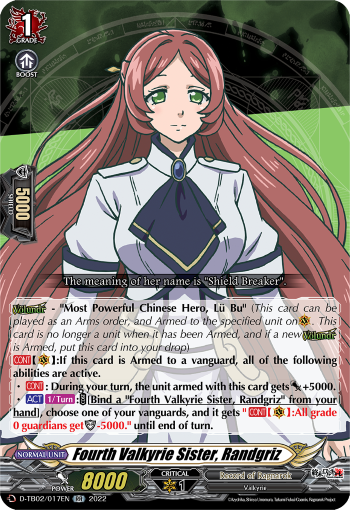 1
GRADE
BOOST
5000
SHIELD
The meaning of her name is "Shield Breaker".
Völundr - "Most Powerful Chinese Hero, Lü Bu" (This card can be
played as an Arms order, and Armed to the specified unit on . This
card is no longer a unit when it has been Armed, and if a new Völundr
is Armed, put this card into your drop)
CONT【】:If this card is Armed to a vanguard, all of the following
abilities are active.
・CONT : During your turn, the unit armed with this card gets +5000.
・ACT 1/Turn :[Bind a "Fourth Valkyrie Sister, Randgriz" from your
hand], choose one of your vanguards, and it gets " CONT【】:All grade
0 guardians get -5000." until end of turn.
NORMAL UNIT
Fourth Valkyrie Sister, Randgriz
POWER 8000
CRITICAL
1
Record of Ragnarok
Valkyrie
D-TB02/017EN RR 2022